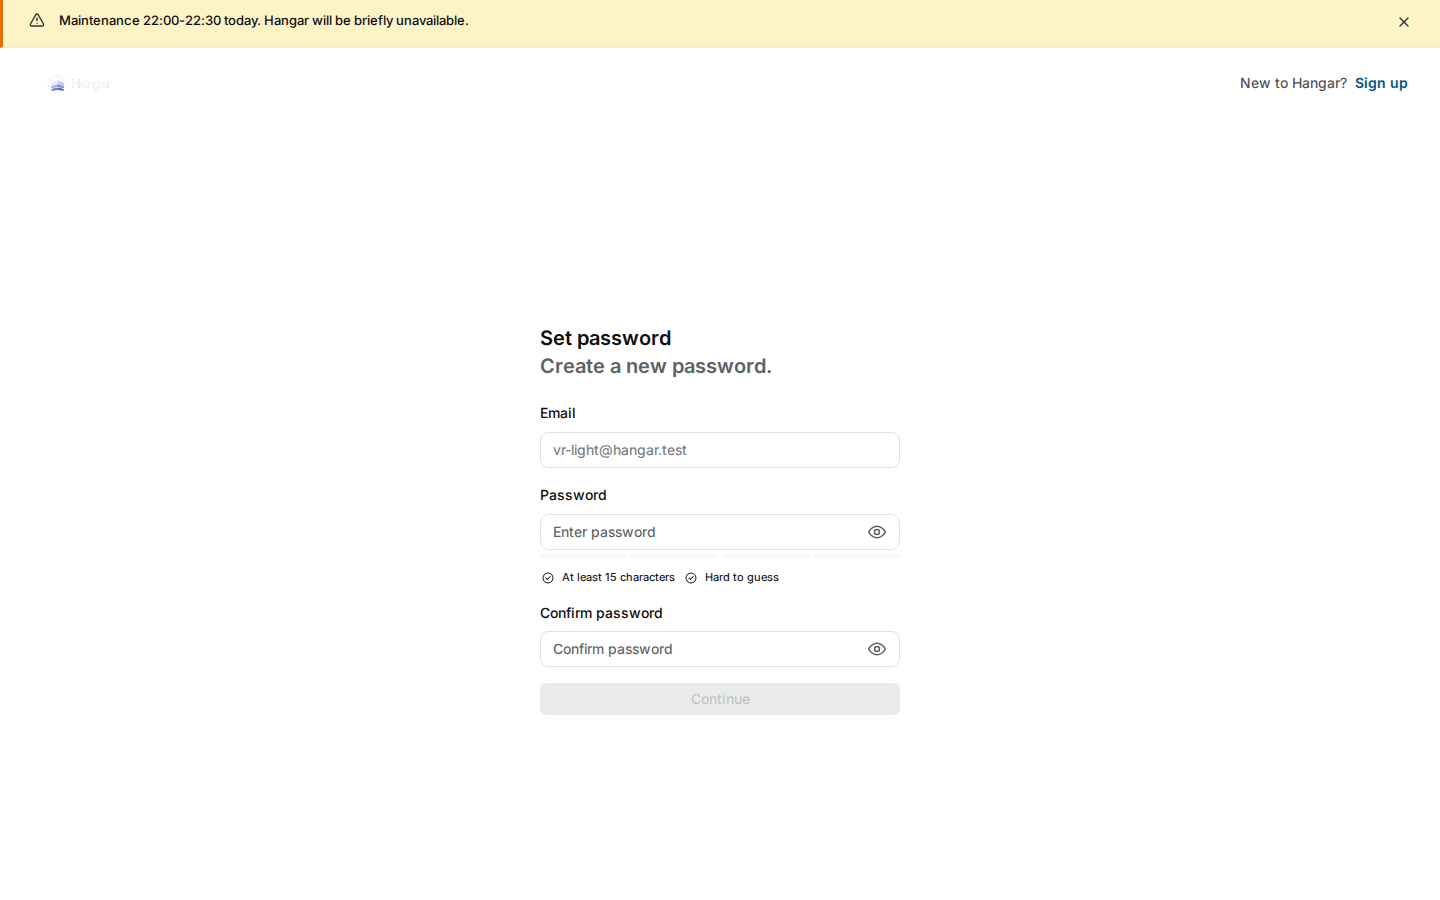 Maintenance 22:00-22:30 today. Hangar will be briefly unavailable.
Hangar
New to Hangar? Sign up
Set password
Create a new password.
Email
vr-light@hangar.test
Password
Enter password
At least 15 characters Hard to guess
Confirm password
Confirm password
Continue